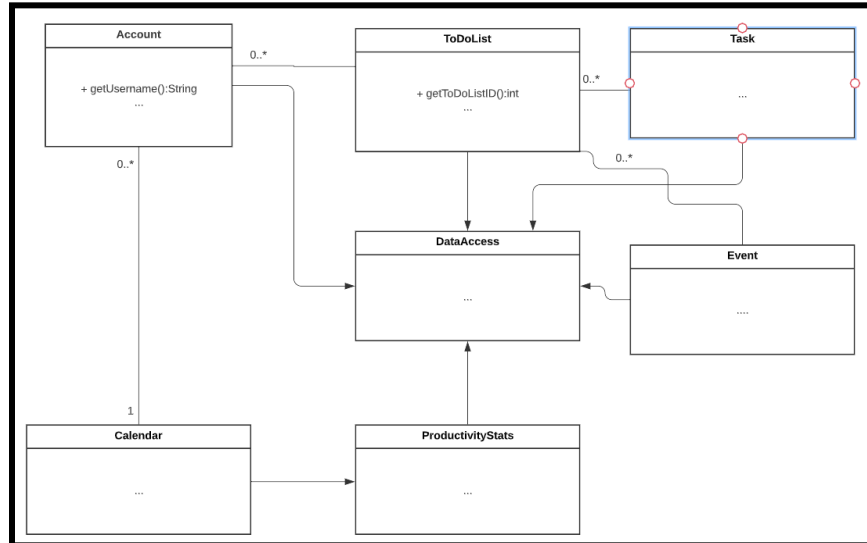 Account
+ getUsername():String
...
0..*
ToDoList
+ getToDoListID():int
...
0..*
Task
...
0..*
0..*
DataAccess
...
Event
....
1
Calendar
...
ProductivityStats
...